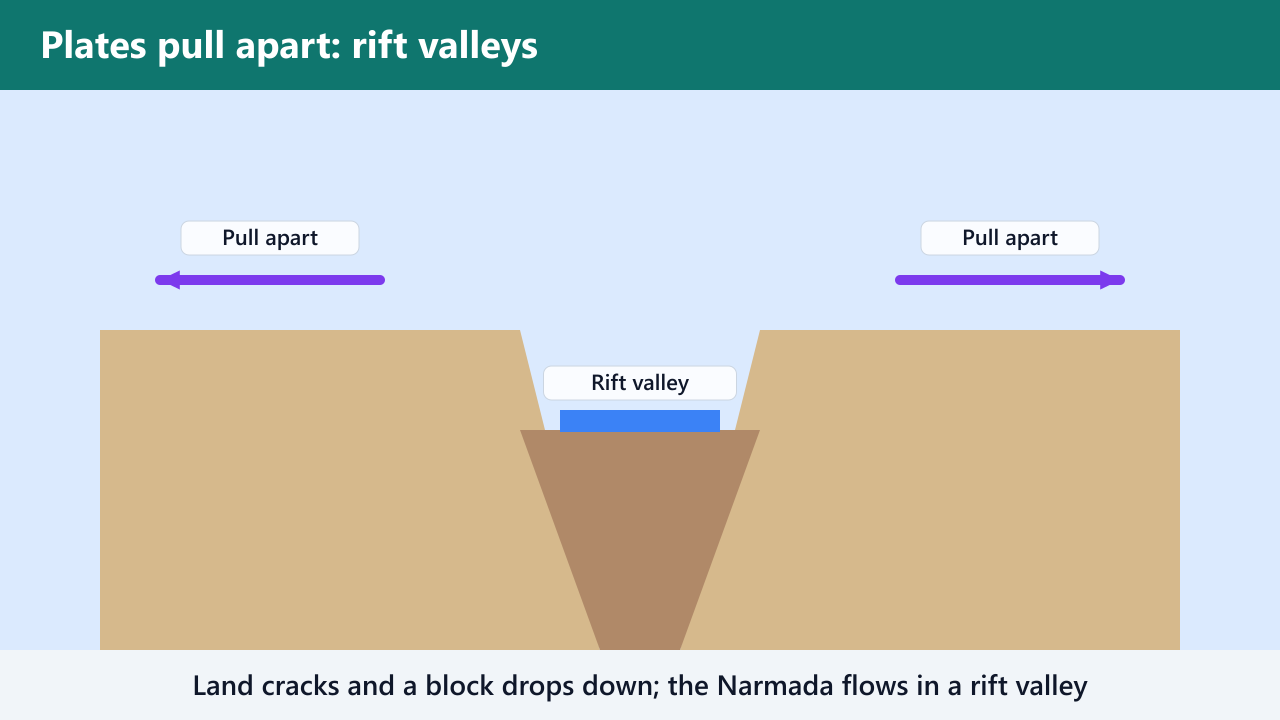 Plates pull apart: rift valleys
Pull apart
Pull apart
Rift valley
Land cracks and a block drops down; the Narmada flows in a rift valley